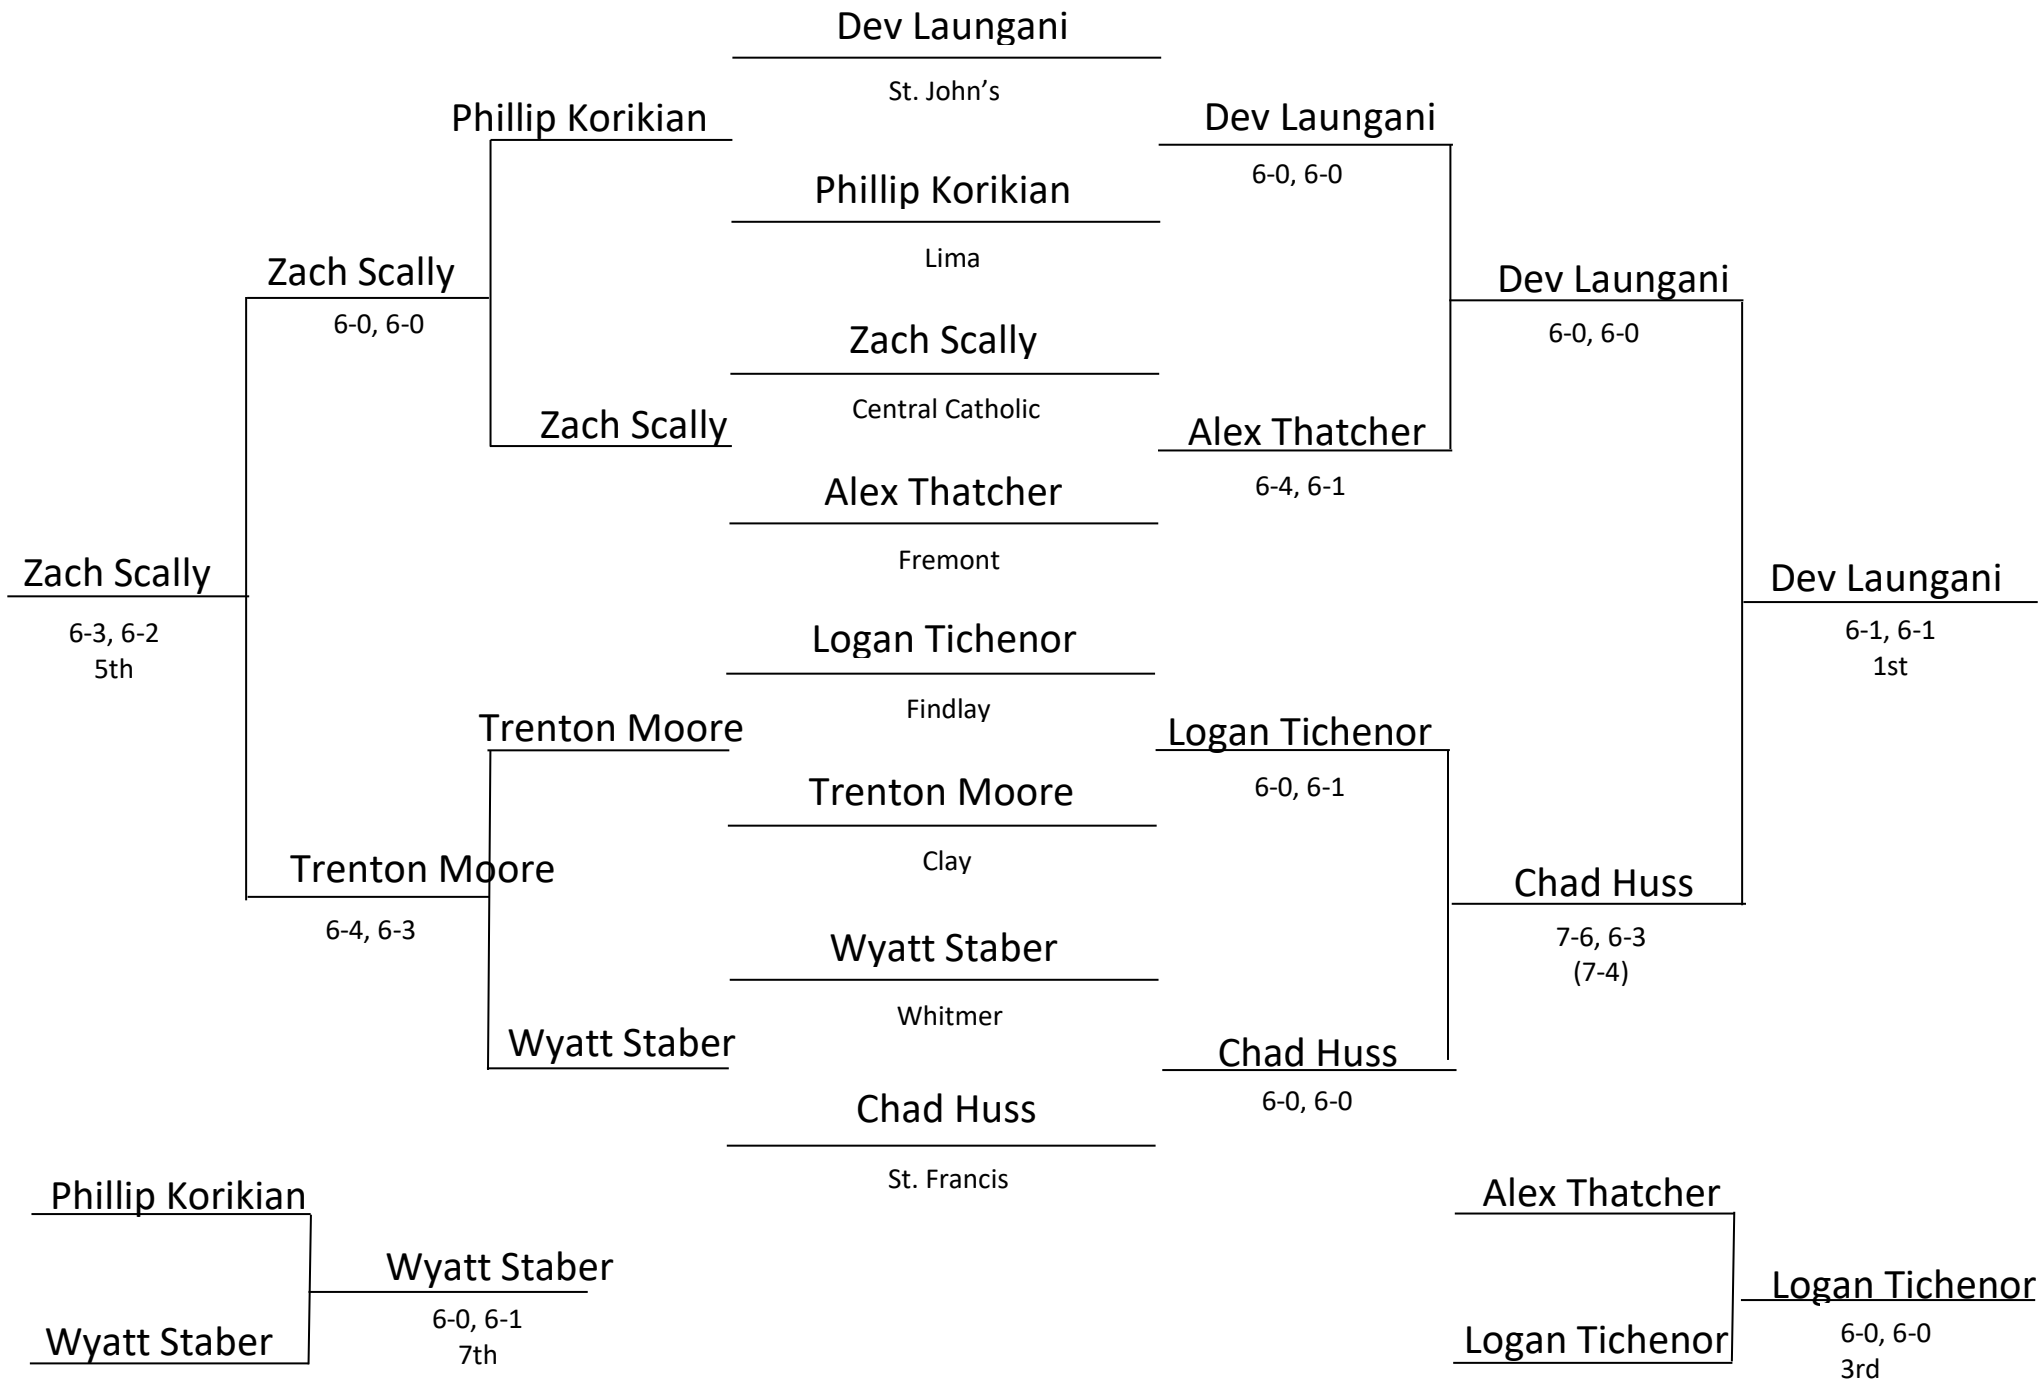 Dev Laungani
St. John’s
Phillip Korikian
Dev Laungani
6-0, 6-0
Phillip Korikian
Lima
Zach Scally
6-0, 6-0
Dev Laungani
6-0, 6-0
Zach Scally
Central Catholic
Zach Scally
Alex Thatcher
6-4, 6-1
Alex Thatcher
Fremont
Zach Scally
6-3, 6-2
5th
Dev Laungani
6-1, 6-1
1st
Logan Tichenor
Findlay
Trenton Moore
Logan Tichenor
6-0, 6-1
Trenton Moore
Clay
Trenton Moore
6-4, 6-3
Chad Huss
7-6, 6-3
(7-4)
Wyatt Staber
Whitmer
Wyatt Staber
Chad Huss
6-0, 6-0
Chad Huss
St. Francis
Phillip Korikian
Wyatt Staber
6-0, 6-1
7th
Wyatt Staber
Alex Thatcher
Logan Tichenor
6-0, 6-0
3rd
Logan Tichenor